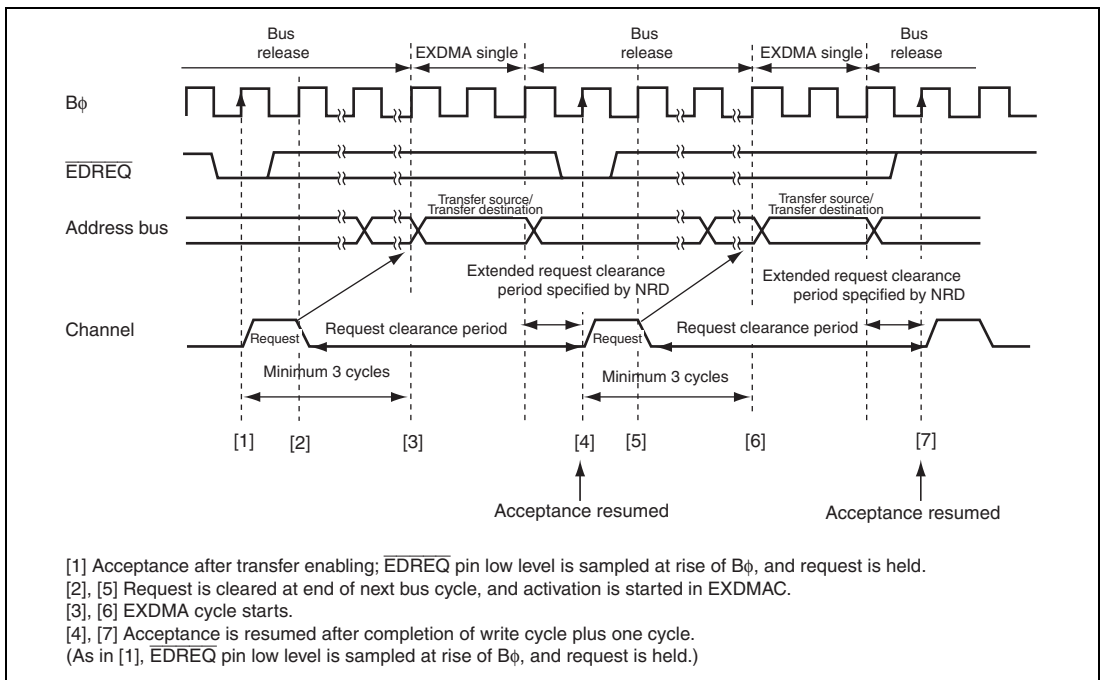 Bus
release
EXDMA single
Bus
release
EXDMA single
Bus
release
Bφ
EDREQ
Transfer source/
Transfer destination
Transfer source/
Transfer destination
Address bus
Extended request clearance
period specified by NRD
Extended request clearance
period specified by NRD
Channel
Request
Request clearance period
Request
Request clearance period
Minimum 3 cycles
Minimum 3 cycles
[1]
[2]
[3]
[4]
[5]
[6]
[7]
Acceptance resumed
Acceptance resumed
[1] Acceptance after transfer enabling; EDREQ pin low level is sampled at rise of Bφ, and request is held.
[2], [5] Request is cleared at end of next bus cycle, and activation is started in EXDMAC.
[3], [6] EXDMA cycle starts.
[4], [7] Acceptance is resumed after completion of write cycle plus one cycle.
(As in [1], EDREQ pin low level is sampled at rise of Bφ, and request is held.)